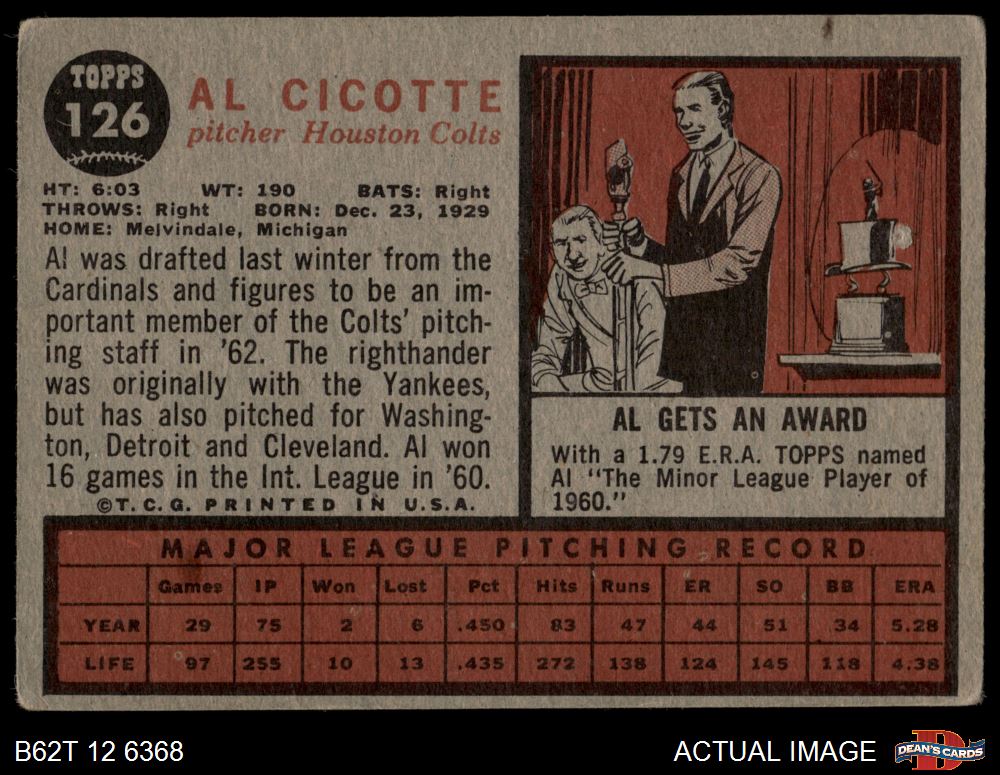 TOPPS
126
AL CICOTTE
pitcher Houston Colts
HT: 6:03 WT: 190 BATS: Right
THROWS: Right BORN: Dec. 23, 1929
HOME: Melvindale, Michigan
Al was drafted last winter from the
Cardinals and figures to be an im-
portant member of the Colts' pitch-
ing staff in '62. The righthander
was originally with the Yankees,
but has also pitched for Washing-
ton, Detroit and Cleveland. Al won
16 games in the Int. League in '60.
©T.C.G. PRINTED IN U.S.A.
AL GETS AN AWARD
With a 1.79 E.R.A. TOPPS named
Al "The Minor League Player of
1960."
MAJOR LEAGUE PITCHING RECORD
Games IP Won Lost Pct Hits Runs ER SO BB ERA
YEAR 29 75 2 6 .450 83 47 44 51 34 5.28
LIFE 97 255 10 13 .435 272 138 124 145 118 4.38
B62T 12 6368
ACTUAL IMAGE
DEAN'S CARDS